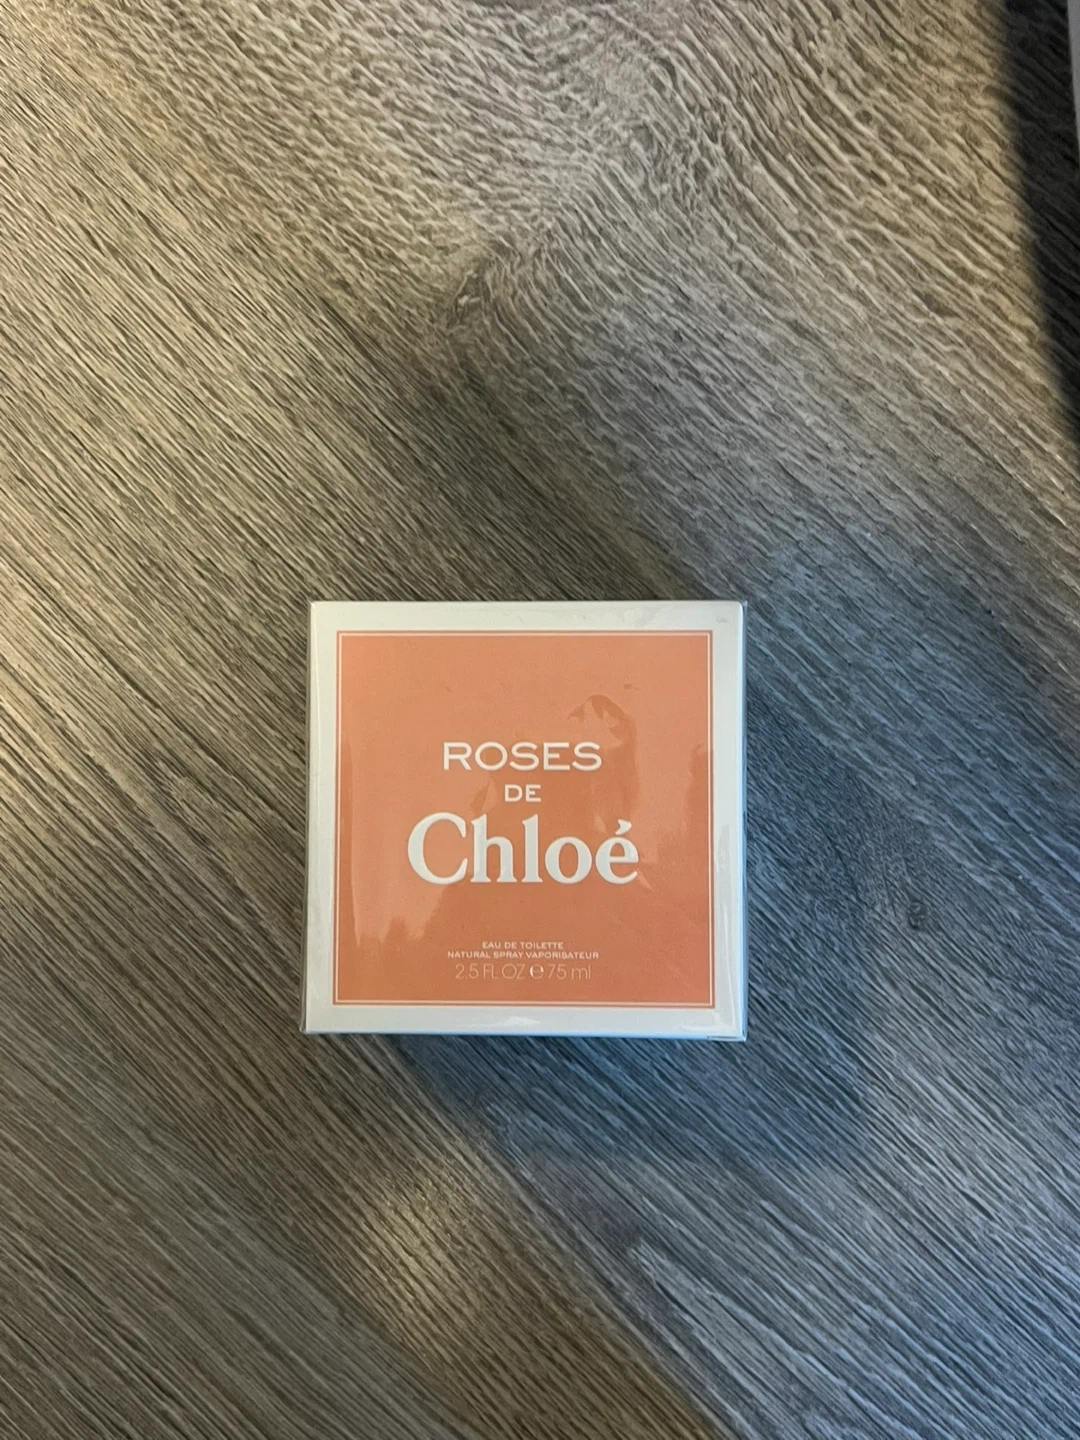 ROSES
DE
Chloé
EAU DE TOILETTE
NATURAL SPRAY VAPORISATEUR
2.5 FL.OZ ℮ 75 ml